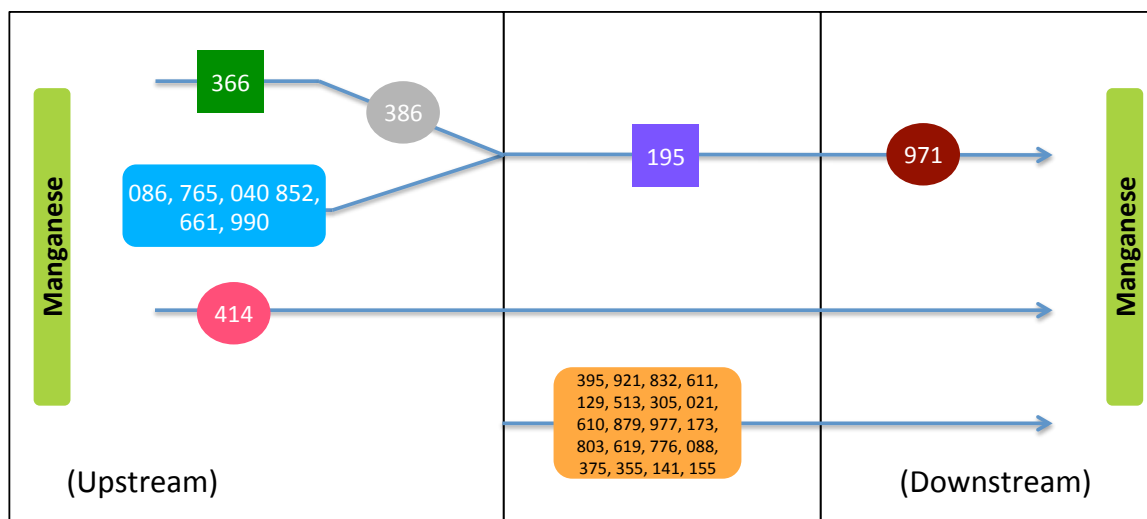 366
386
086, 765, 040 852,
661, 990
195
971
Manganese
Manganese
414
395, 921, 832, 611,
129, 513, 305, 021,
610, 879, 977, 173,
803, 619, 776, 088,
375, 355, 141, 155
(Upstream)
(Downstream)